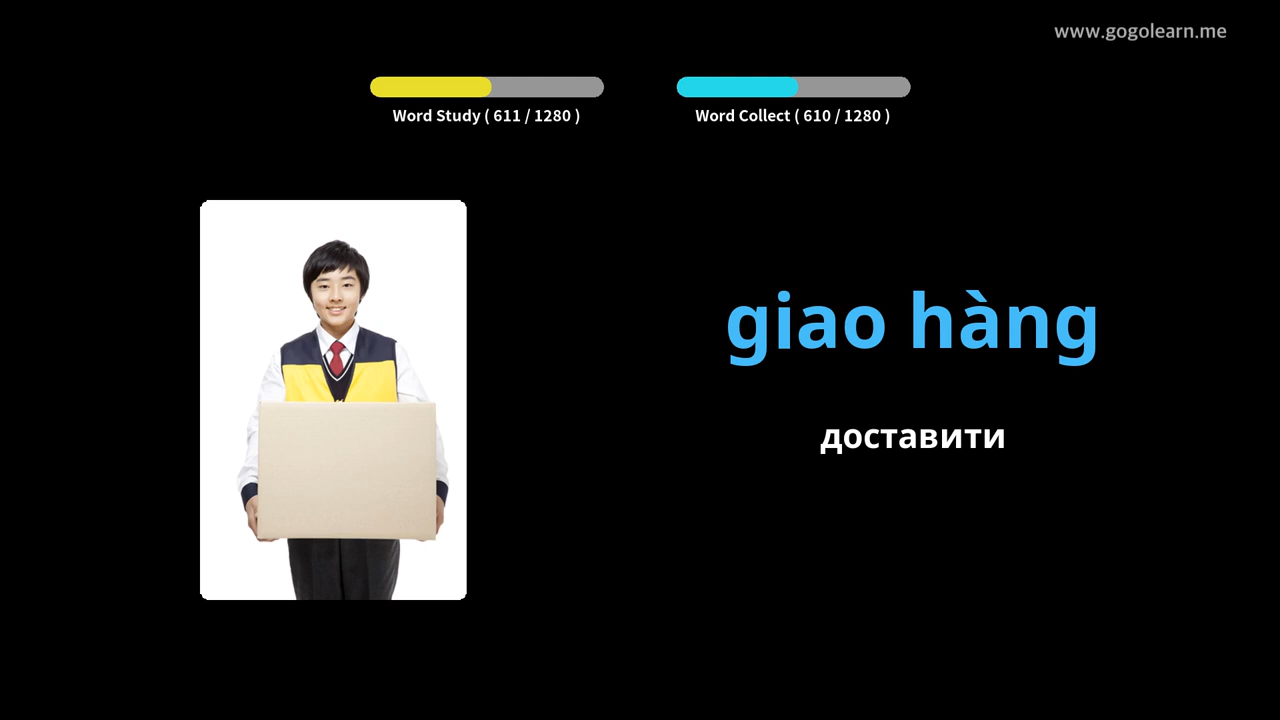 www.gogolearn.me
Word Study ( 611 / 1280 )
Word Collect ( 610 / 1280 )
giao hàng
доставити